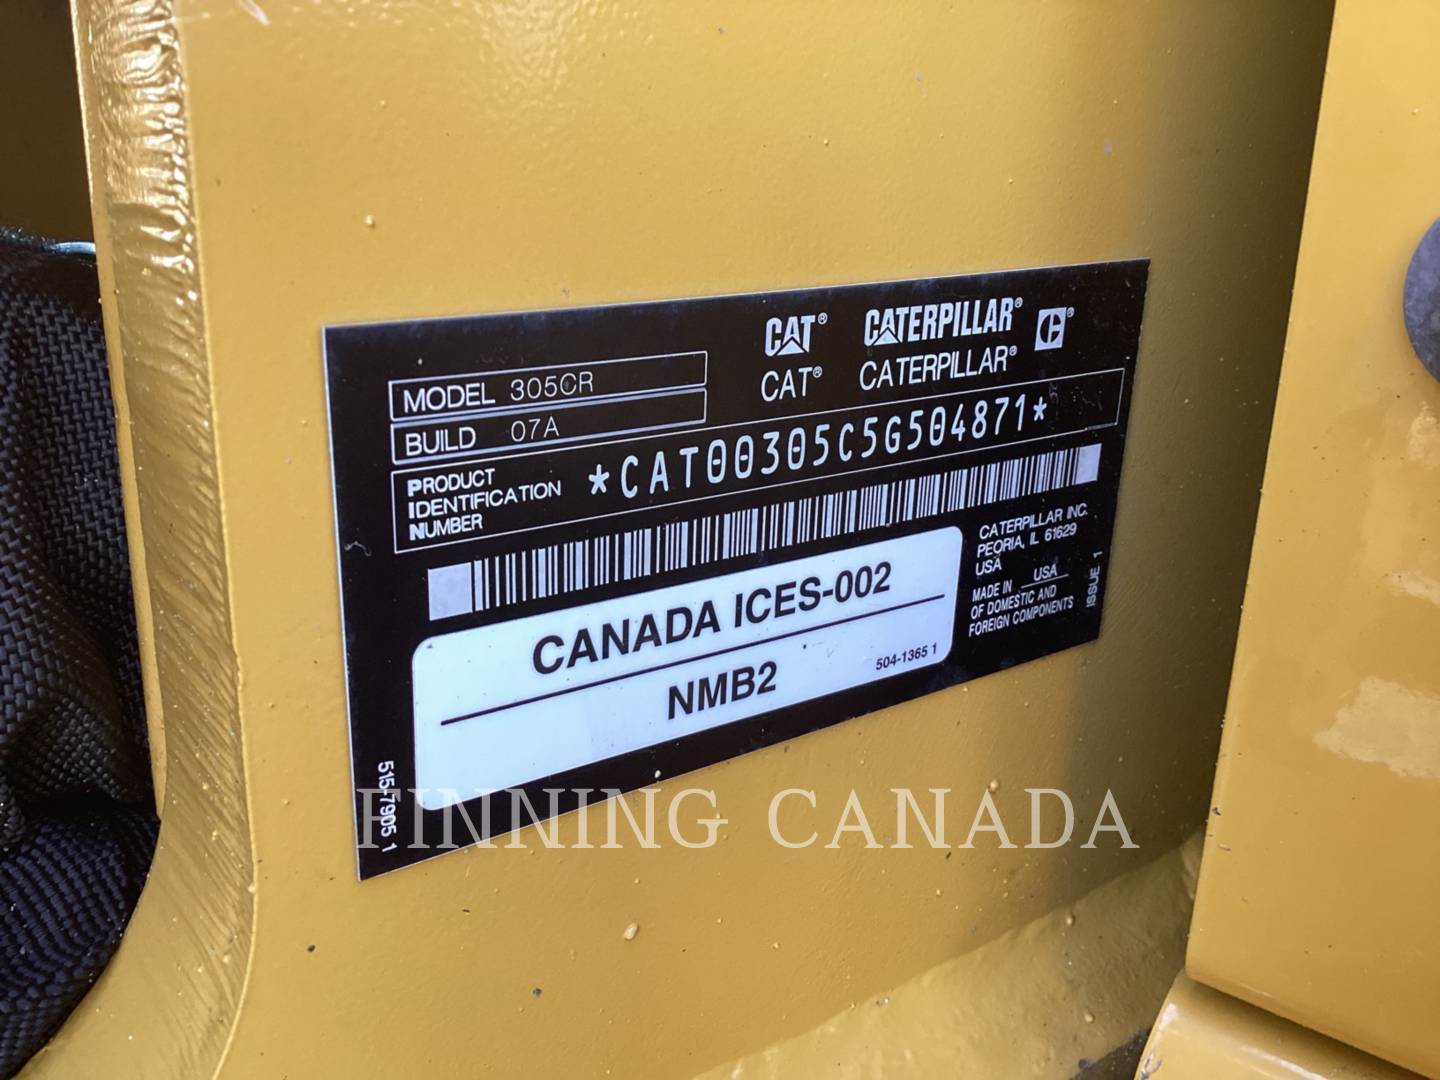 CAT® CATERPILLAR® C®
CAT® CATERPILLAR®
MODEL 305CR
BUILD 07A
PRODUCT
IDENTIFICATION
NUMBER
*CAT00305C5G504871*
CATERPILLAR INC.
PEORIA, IL 61629
USA
MADE IN USA
OF DOMESTIC AND
FOREIGN COMPONENTS
ISSUE 1
CANADA ICES-002
NMB2
504-1365 1
515-7905 1
FINNING CANADA